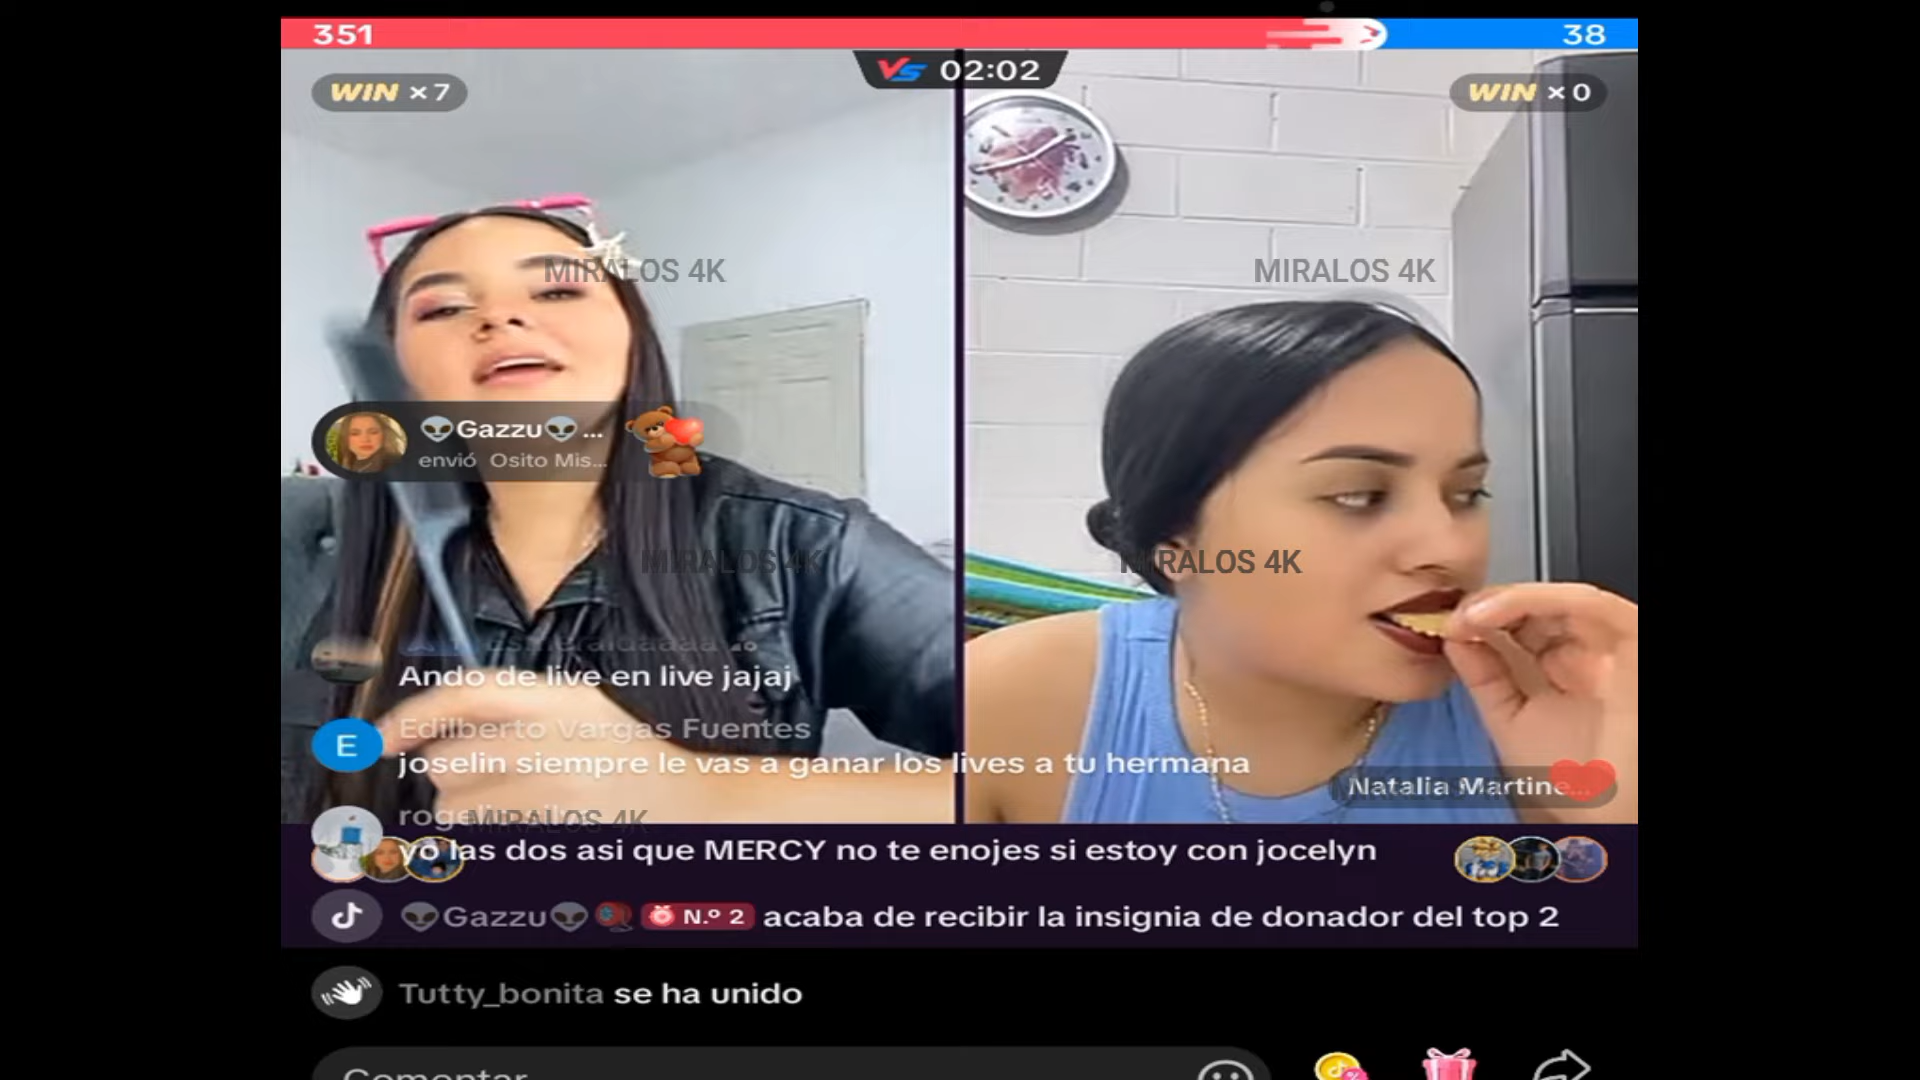 351
38
VS 02:02
WIN × 7
WIN × 0
MIRALOS 4K
MIRALOS 4K
👽Gazzu👽 ...
envió Osito Mis...
MIRALOS 4K
MIRALOS 4K
Ando de live en live jajaj
E
Edilberto Vargas Fuentes
joselin siempre le vas a ganar los lives a tu hermana
Natalia Martine...
MIRALOS 4K
yo las dos asi que MERCY no te enojes si estoy con jocelyn
👽Gazzu👽 N.º 2 acaba de recibir la insignia de donador del top 2
Tutty_bonita se ha unido
Comentar